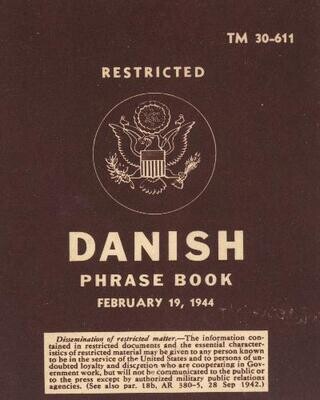 TM 30-611
RESTRICTED
DANISH
PHRASE BOOK
FEBRUARY 19, 1944
Dissemination of restricted matter.—The information con-
tained in restricted documents and the essential character-
istics of restricted material may be given to any person known
to be in the service of the United States and to persons of un-
doubted loyalty and discretion who are cooperating in Gov-
ernment work, but will not be communicated to the public or
to the press except by authorized military public relations
agencies. (See also par. 18b, AR 380-5, 28 Sep 1942.)